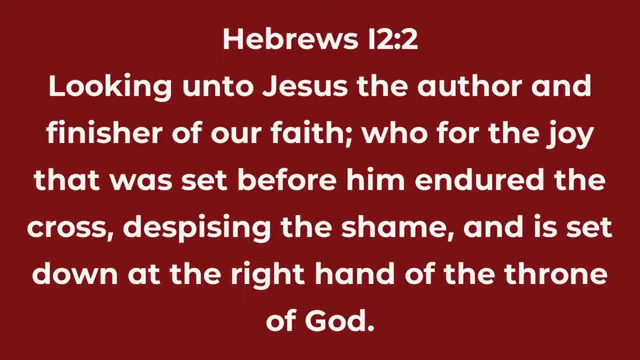 Hebrews 12:2
Looking unto Jesus the author and
finisher of our faith; who for the joy
that was set before him endured the
cross, despising the shame, and is set
down at the right hand of the throne
of God.